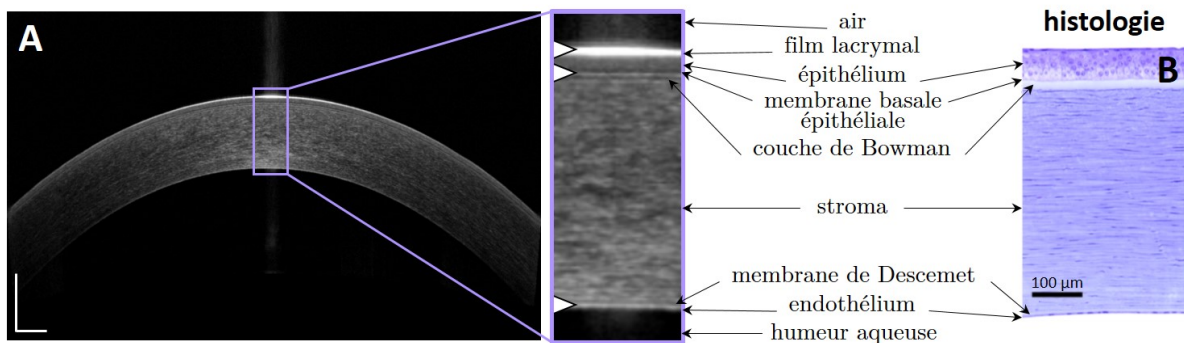 A
histologie
B
air
film lacrymal
épithélium
membrane basale
épithéliale
couche de Bowman
stroma
membrane de Descemet
endothélium
humeur aqueuse
100 µm